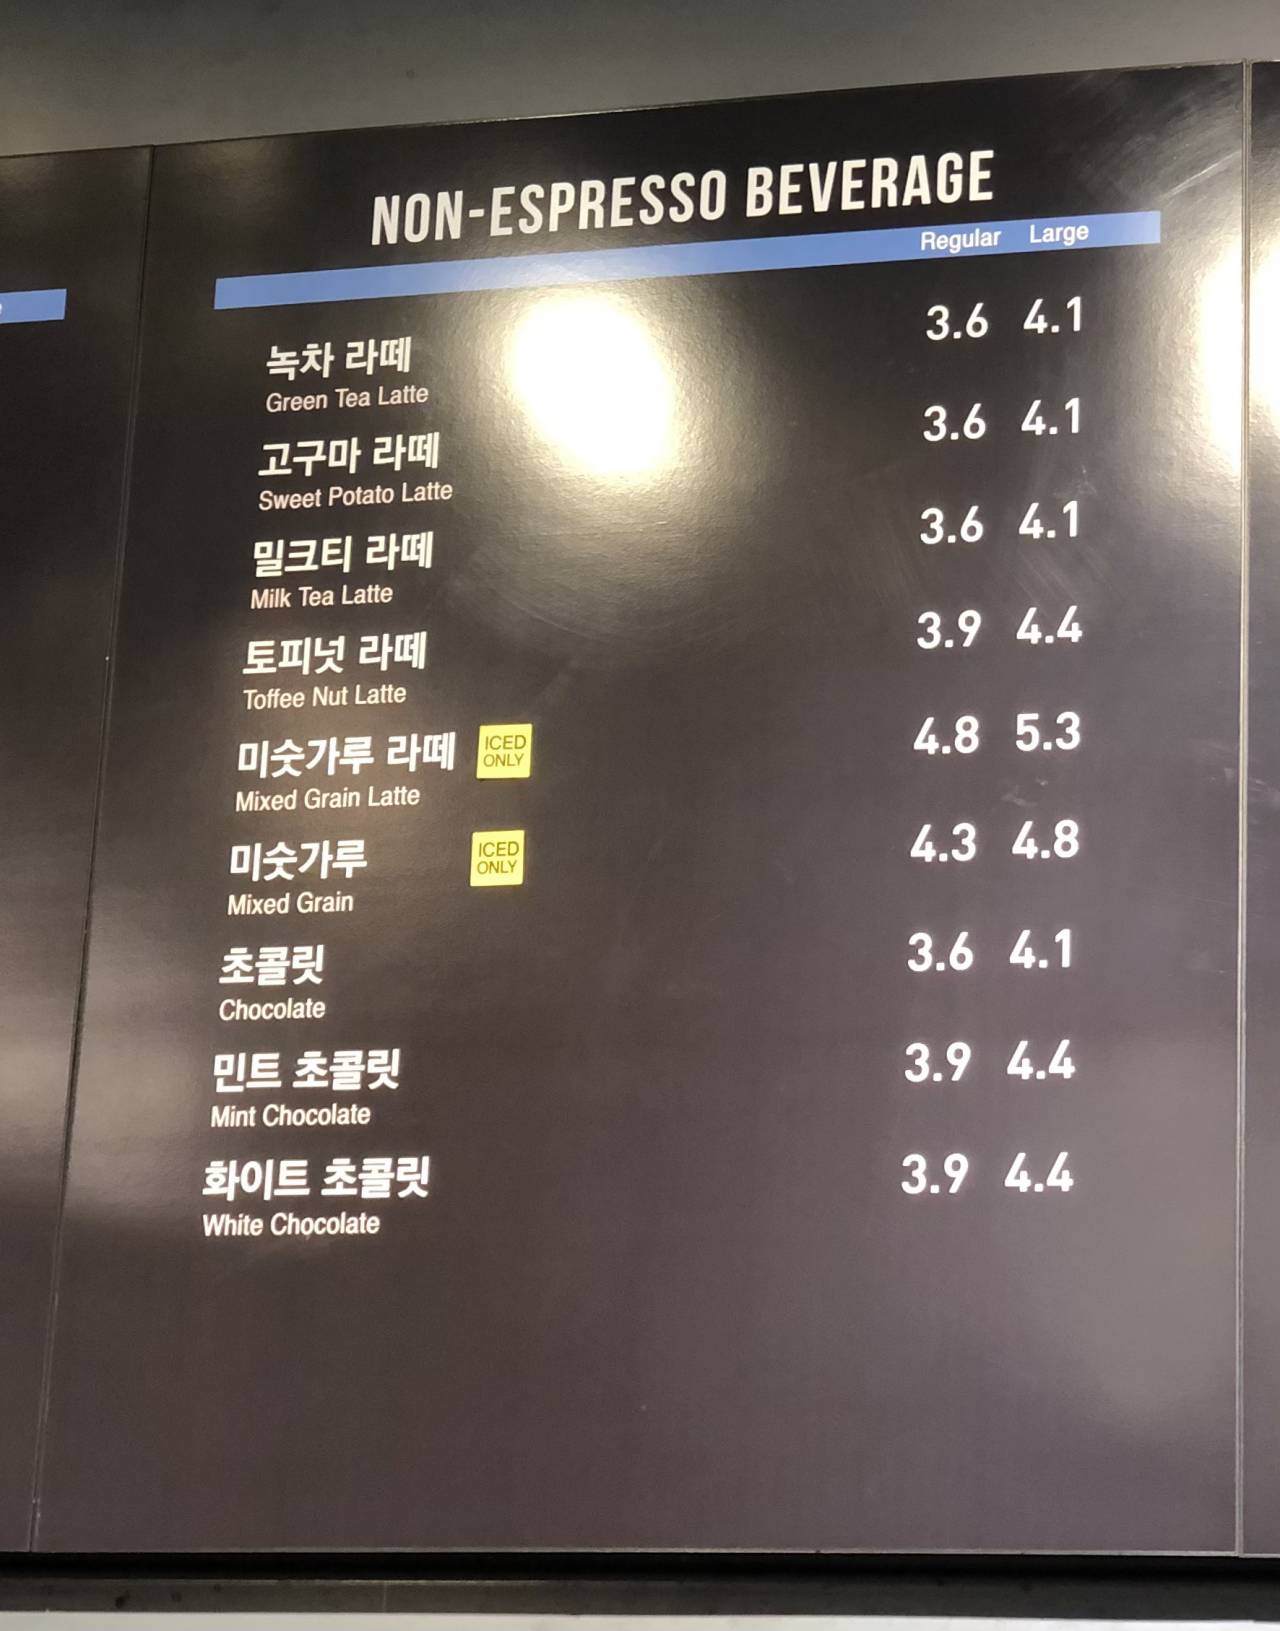 NON-ESPRESSO BEVERAGE
Regular Large
녹차 라떼 3.6 4.1
Green Tea Latte
고구마 라떼 3.6 4.1
Sweet Potato Latte
밀크티 라떼 3.6 4.1
Milk Tea Latte
토피넛 라떼 3.9 4.4
Toffee Nut Latte
미숫가루 라떼 ICED ONLY 4.8 5.3
Mixed Grain Latte
미숫가루 ICED ONLY 4.3 4.8
Mixed Grain
초콜릿 3.6 4.1
Chocolate
민트 초콜릿 3.9 4.4
Mint Chocolate
화이트 초콜릿 3.9 4.4
White Chocolate